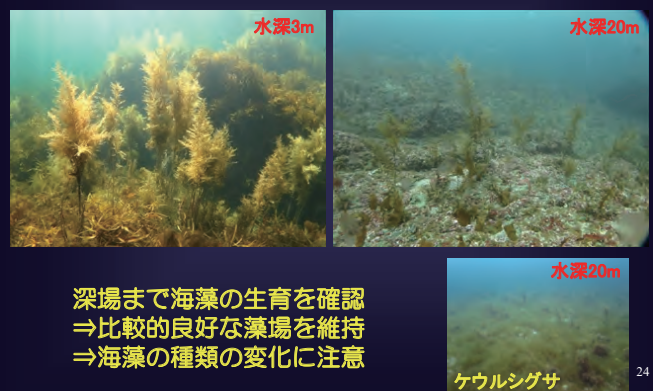 水深3m
水深20m
深場まで海藻の生育を確認
⇒比較的良好な藻場を維持
⇒海藻の種類の変化に注意
水深20m
ケウルシグサ
24